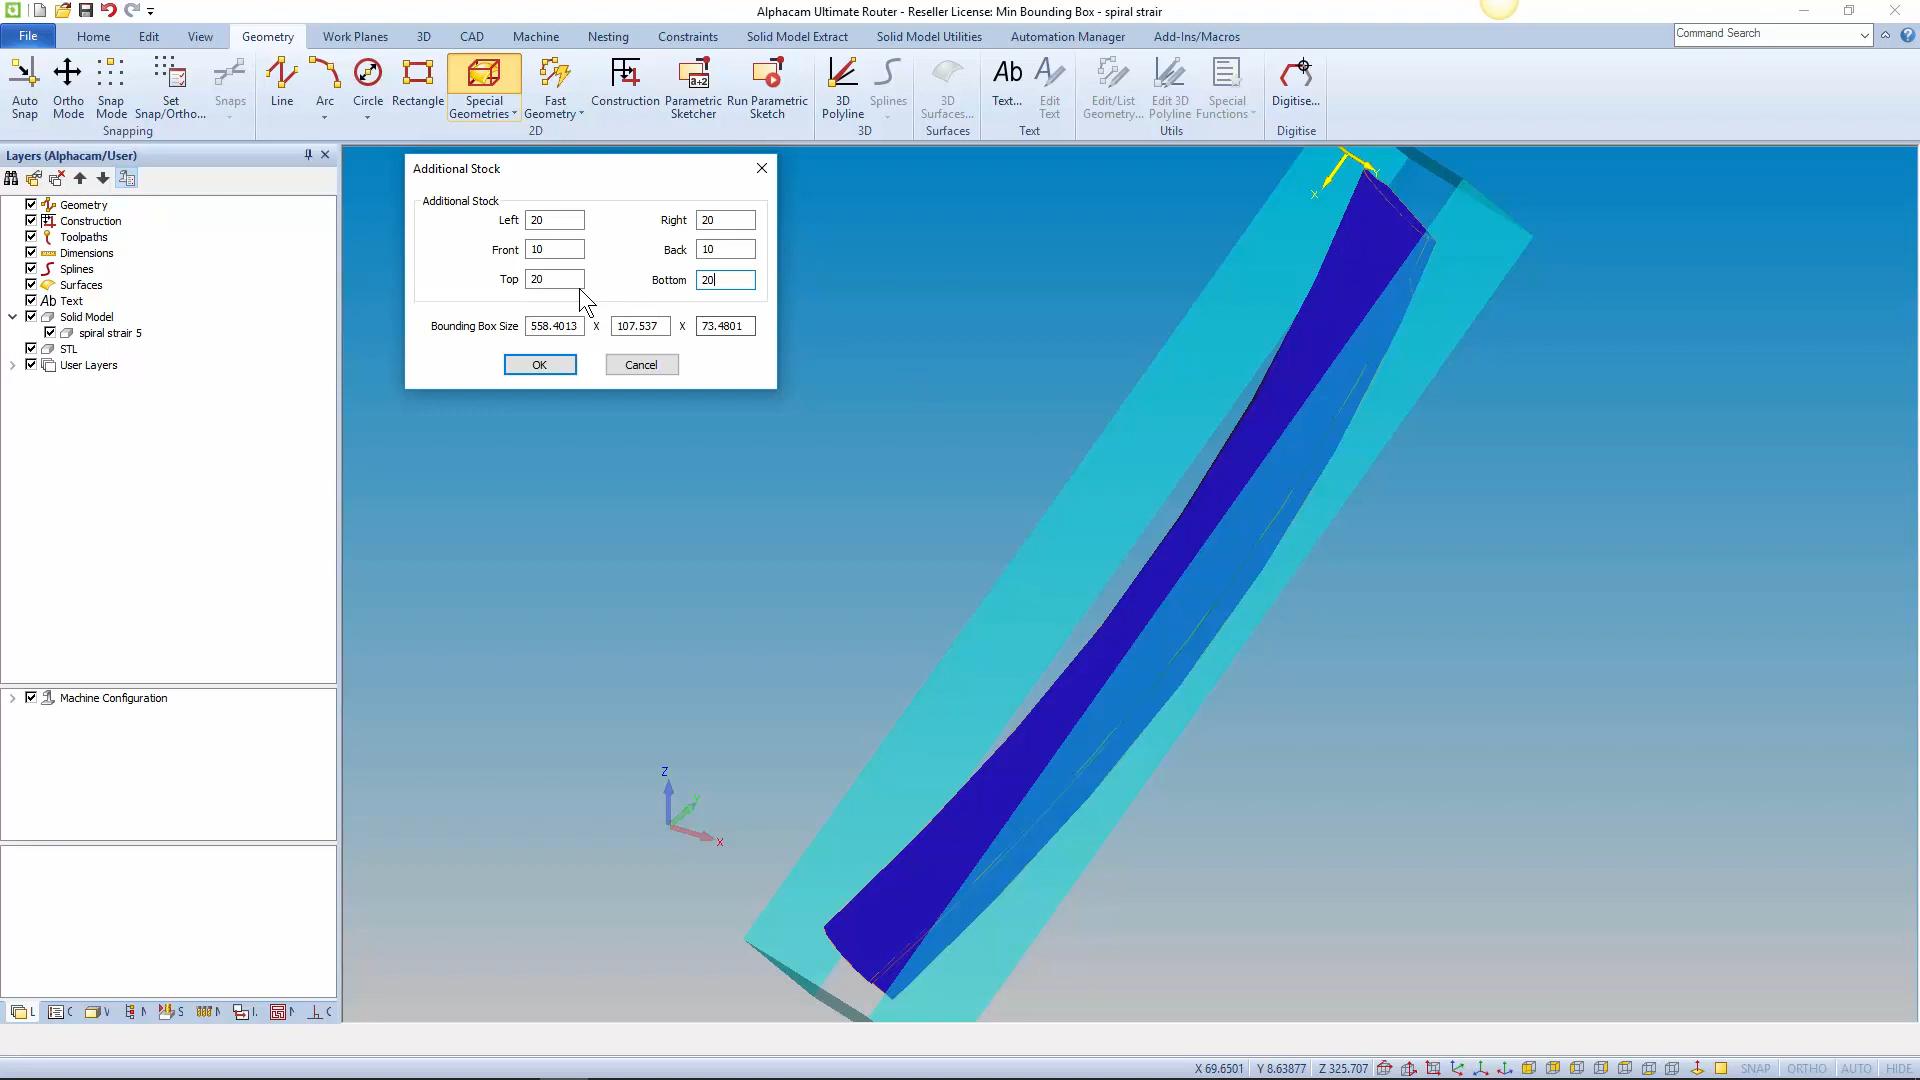 Alphacam Ultimate Router - Reseller License: Min Bounding Box - spiral strair
File Home Edit View Geometry Work Planes 3D CAD Machine Nesting Constraints Solid Model Extract Solid Model Utilities Automation Manager Add-Ins/Macros Command Search
Auto Snap
Ortho Mode
Snap Mode
Set Snap/Ortho...
Snaps
Snapping
Line
Arc
Circle
Rectangle
Special Geometries
Fast Geometry
Construction
Parametric Sketcher
Run Parametric Sketch
2D
3D Polyline
Splines
3D
3D Surfaces...
Surfaces
Text...
Edit Text
Text
Edit/List Geometry...
Edit 3D Polyline
Special Functions
Utils
Digitise...
Digitise
Layers (Alphacam/User)
Geometry
Construction
Toolpaths
Dimensions
Splines
Surfaces
Ab Text
Solid Model
spiral strair 5
STL
User Layers
Machine Configuration
Additional Stock
Additional Stock
Left 20 Right 20
Front 10 Back 10
Top 20 Bottom 20
Bounding Box Size 558.4013 X 107.537 X 73.4801
OK Cancel
X Y
Z Y X
X 69.6501 Y 8.63877 Z 325.707 SNAP ORTHO AUTO HIDE